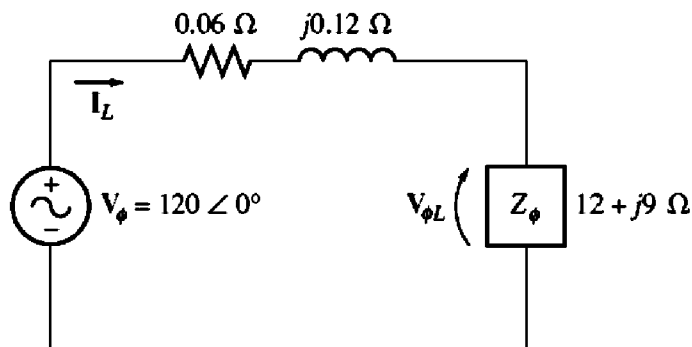 0.06 Ω
j0.12 Ω
I_L
+
V_ϕ = 120 ∠ 0°
−
V_ϕL
Z_ϕ
12 + j9 Ω